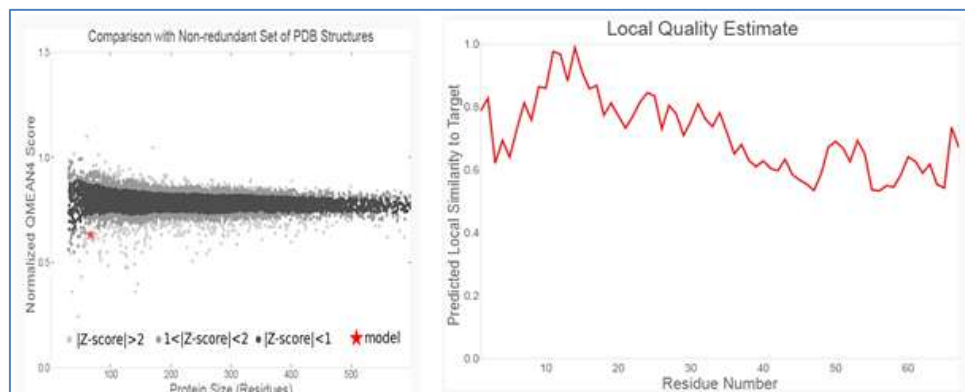 Comparison with Non-redundant Set of PDB Structures
Normalized QMEAN4 Score
1.5
1.0
0.5
0.0
|Z-score|>2 1<|Z-score|<2 |Z-score|<1 model
100 200 300 400 500
Protein Size (Residues)
Local Quality Estimate
Predicted Local Similarity to Target
1.0
0.8
0.6
0.4
0.2
0.0
10 20 30 40 50 60
Residue Number